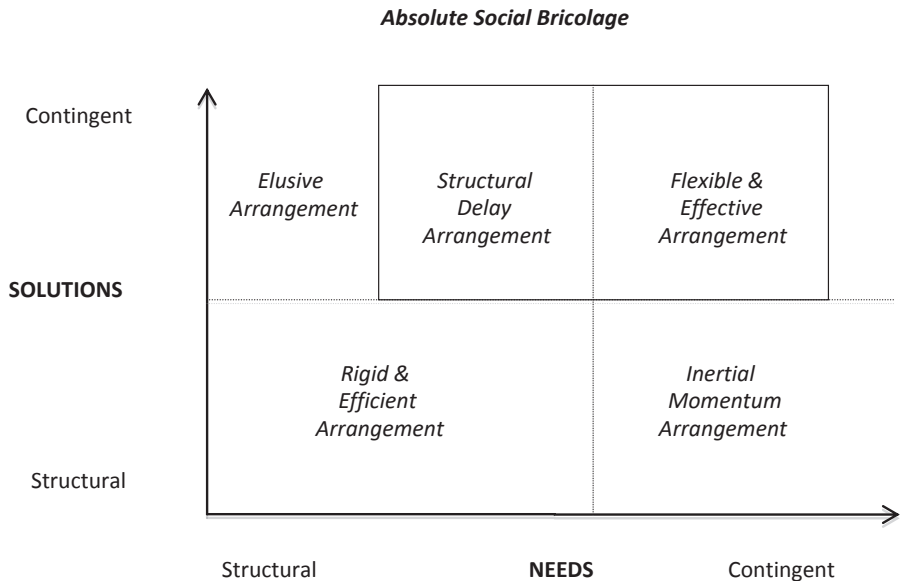 Absolute Social Bricolage
Contingent
Elusive
Arrangement
Structural
Delay
Arrangement
Flexible &
Effective
Arrangement
SOLUTIONS
Rigid &
Efficient
Arrangement
Inertial
Momentum
Arrangement
Structural
Structural
NEEDS
Contingent